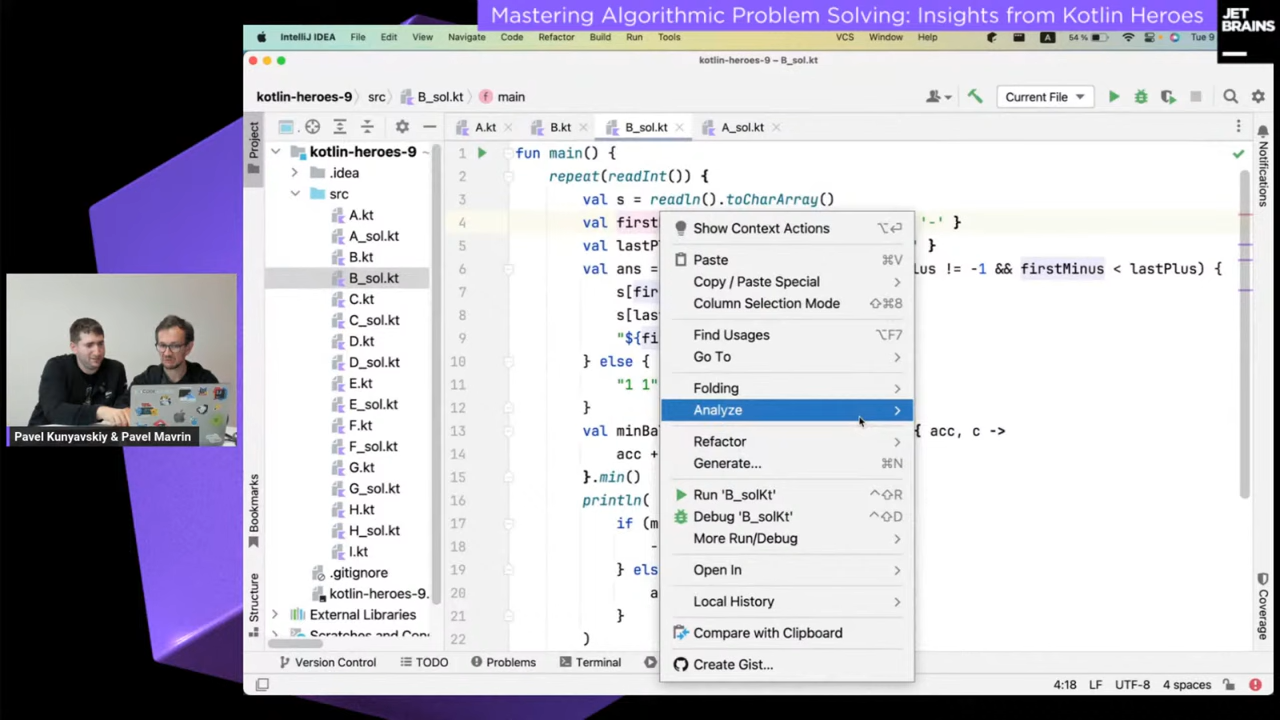 Mastering Algorithmic Problem Solving: Insights from Kotlin Heroes
JET
BRAINS
IntelliJ IDEA File Edit View Navigate Code Refactor Build Run Tools VCS Window Help A 54 % Tue 9
kotlin-heroes-9 – B_sol.kt
kotlin-heroes-9 src B_sol.kt main Current File
Project
A.kt B.kt B_sol.kt A_sol.kt
Notifications
kotlin-heroes-9
.idea
src
A.kt
A_sol.kt
B.kt
B_sol.kt
C.kt
C_sol.kt
D.kt
D_sol.kt
E.kt
E_sol.kt
F.kt
F_sol.kt
G.kt
G_sol.kt
H.kt
H_sol.kt
I.kt
.gitignore
kotlin-heroes-9.
External Libraries
1 fun main() {
2 repeat(readInt()) {
3 val s = readln().toCharArray()
4 val first '-' }
5 val lastPl }
6 val ans = us != -1 && firstMinus < lastPlus) {
7 s[fir
8 s[las
9 "${fi
10 } else {
11 "1 1"
12 }
13 val minBa { acc, c ->
14 acc +
15 }.min()
16 println(
17 if (m
18 -
19 } els
20 a
21 }
22 )
Show Context Actions ⌥⏎
Paste ⌘V
Copy / Paste Special
Column Selection Mode ⇧⌘8
Find Usages ⌥F7
Go To
Folding
Analyze
Refactor
Generate... ⌘N
Run 'B_solKt' ^⇧R
Debug 'B_solKt' ^⇧D
More Run/Debug
Open In
Local History
Compare with Clipboard
Create Gist...
Bookmarks
Structure
Coverage
Pavel Kunyavskiy & Pavel Mavrin
Version Control TODO Problems Terminal
4:18 LF UTF-8 4 spaces